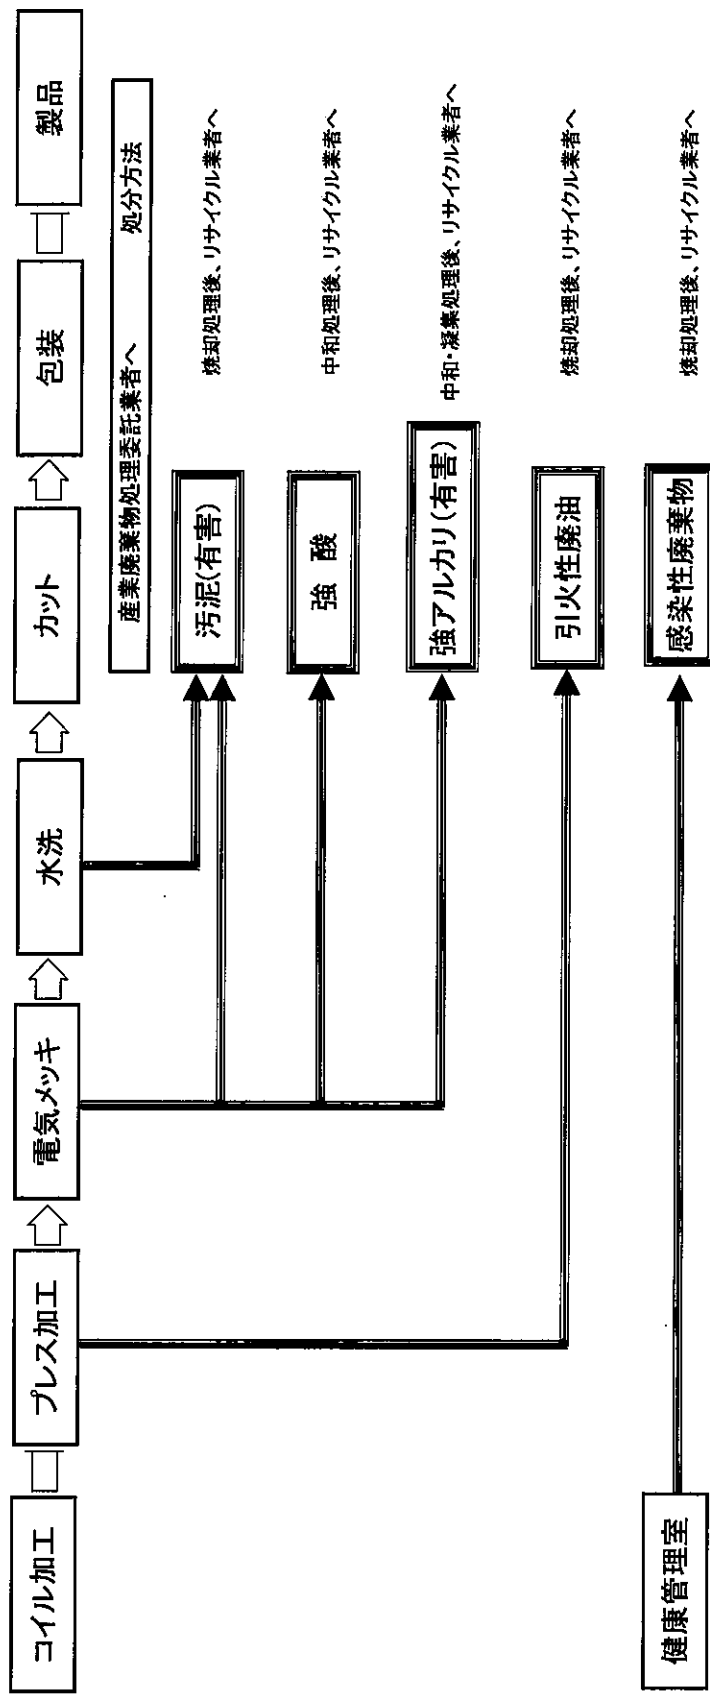 コイル加工
プレス加工
電気メッキ
水洗
カット
包装
製品
産業廃棄物処理委託業者へ 処分方法
汚泥(有害) 焼却処理後、リサイクル業者へ
強 酸 中和処理後、リサイクル業者へ
強アルカリ(有害) 中和・凝集処理後、リサイクル業者へ
引火性廃油 焼却処理後、リサイクル業者へ
健康管理室 感染性廃棄物 焼却処理後、リサイクル業者へ